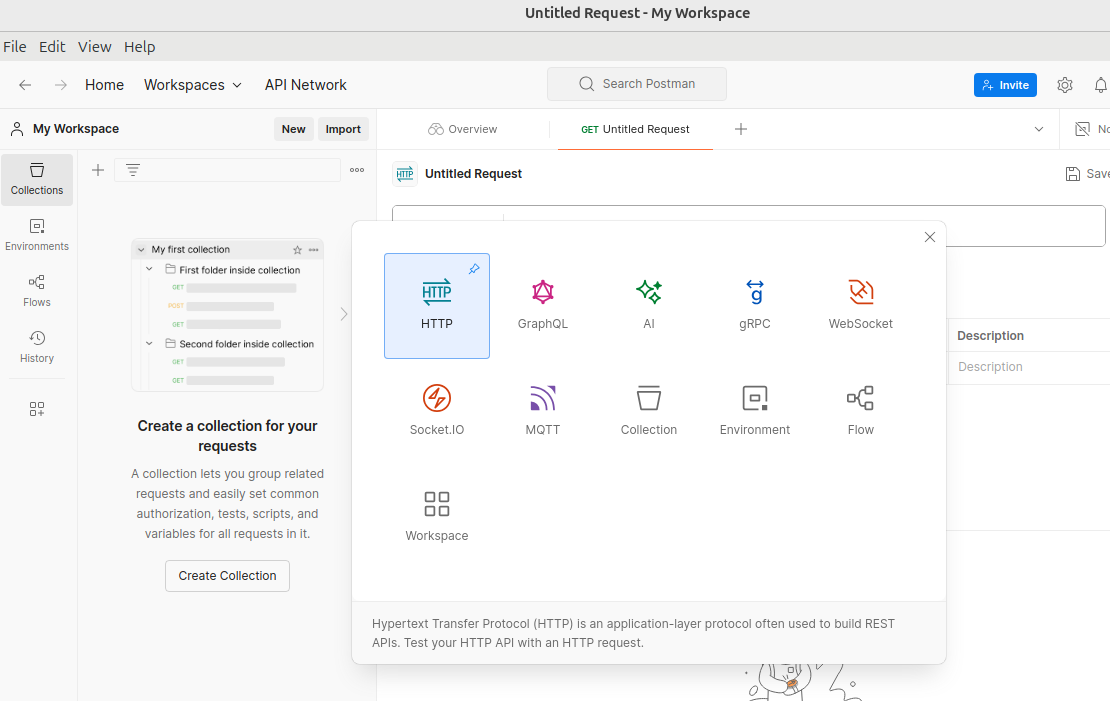 Untitled Request - My Workspace
File Edit View Help
Home Workspaces API Network
Search Postman
Invite
My Workspace
New Import
Overview
GET Untitled Request
No
Collections
Environments
Flows
History
HTTP Untitled Request
Save
My first collection
First folder inside collection
GET
POST
GET
Second folder inside collection
GET
GET
Create a collection for your
requests
A collection lets you group related
requests and easily set common
authorization, tests, scripts, and
variables for all requests in it.
Create Collection
HTTP
HTTP
GraphQL
AI
g
gRPC
WebSocket
Socket.IO
MQTT
Collection
Environment
Flow
Workspace
Hypertext Transfer Protocol (HTTP) is an application-layer protocol often used to build REST
APIs. Test your HTTP API with an HTTP request.
Description
Description